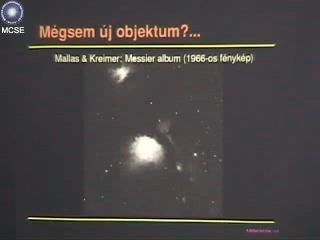 MCSE
Mégsem új objektum?...
Mallas & Kreimer: Messier album (1966-os fénykép)